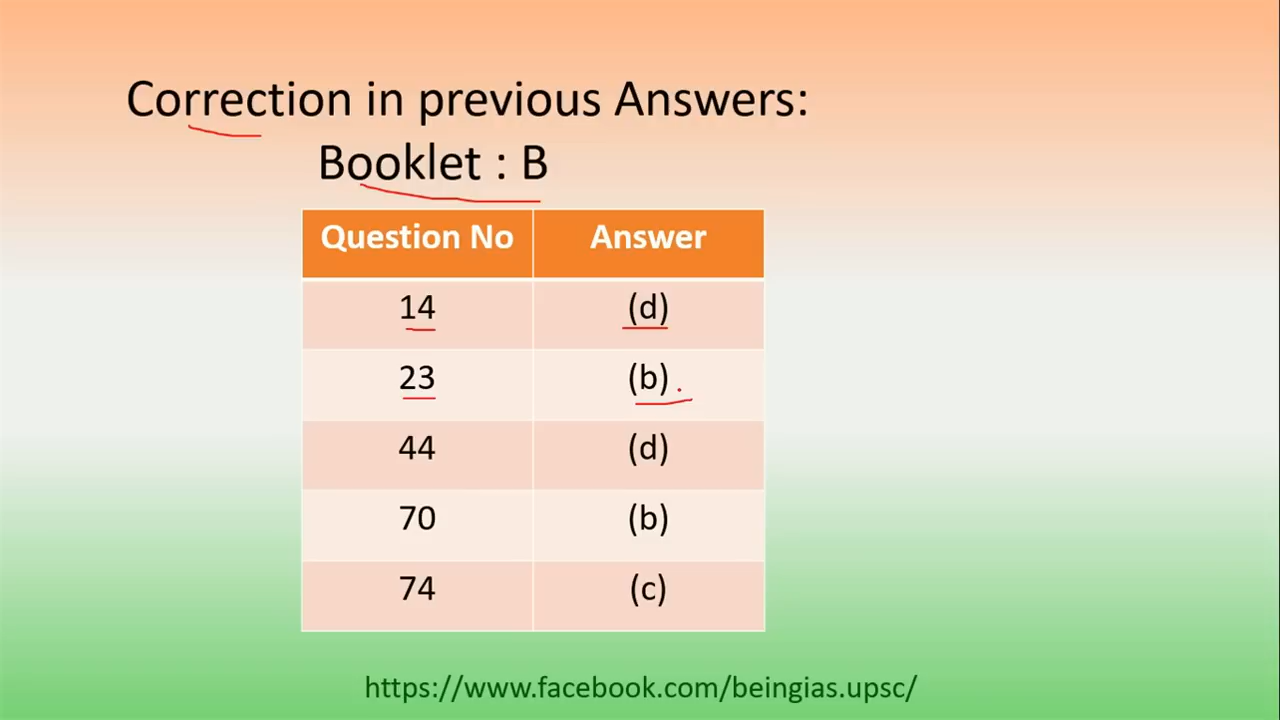 Correction in previous Answers:
Booklet : B
Question No Answer
14 (d)
23 (b)
44 (d)
70 (b)
74 (c)
https://www.facebook.com/beingias.upsc/